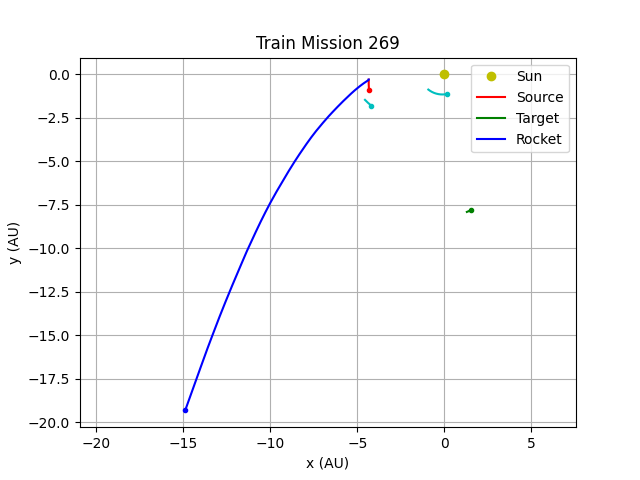 Train Mission 269
Sun
Source
Target
Rocket
0.0
−2.5
−5.0
−7.5
−10.0
−12.5
−15.0
−17.5
−20.0
y (AU)
−20
−15
−10
−5
0
5
x (AU)